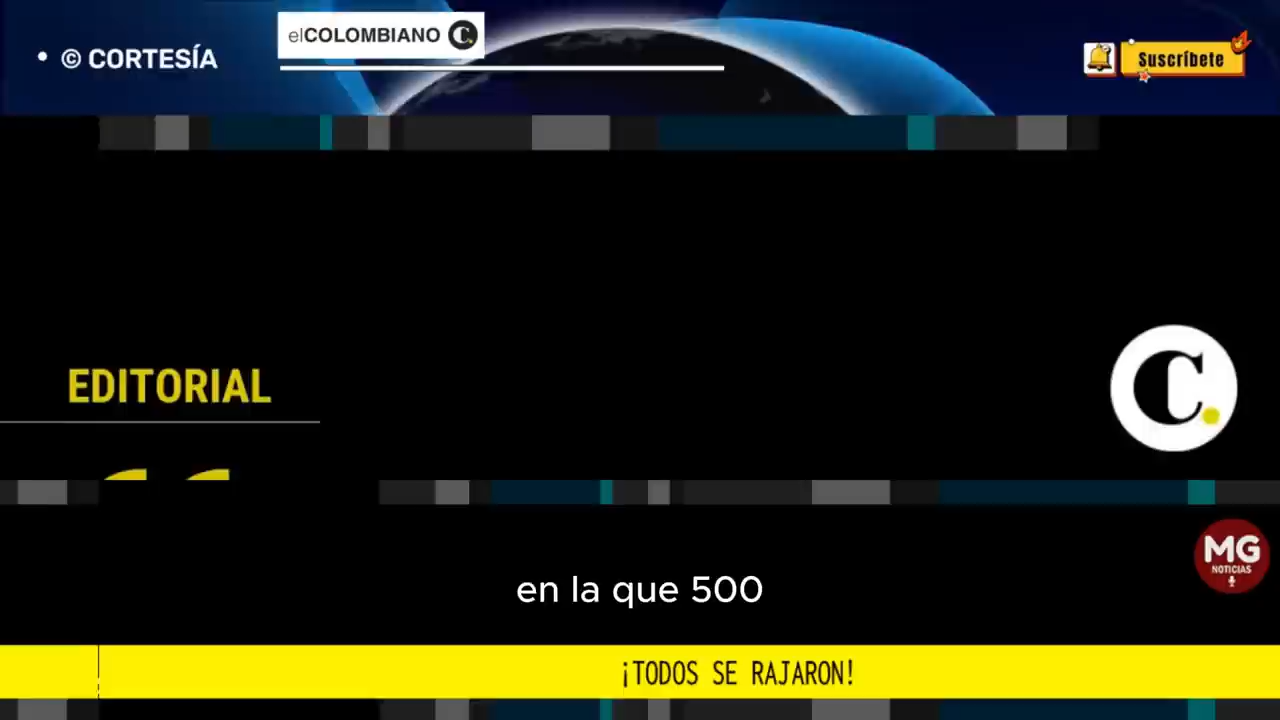 • © CORTESÍA
elCOLOMBIANO C.
Suscríbete
EDITORIAL
C.
MG
NOTICIAS
en la que 500
¡TODOS SE RAJARON!